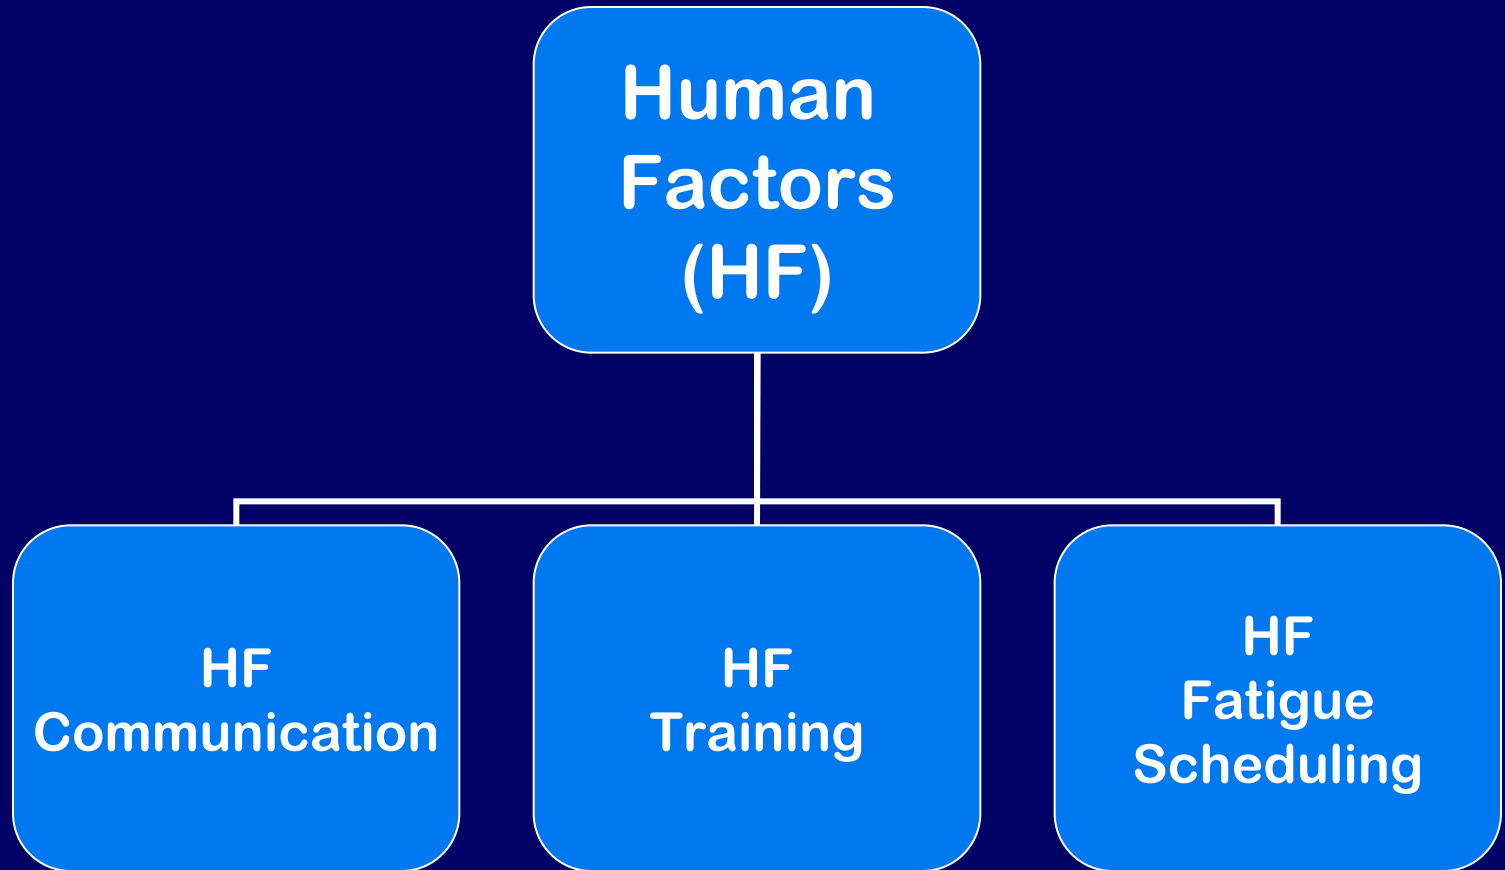 Human
Factors
(HF)
HF
Communication
HF
Training
HF
Fatigue
Scheduling